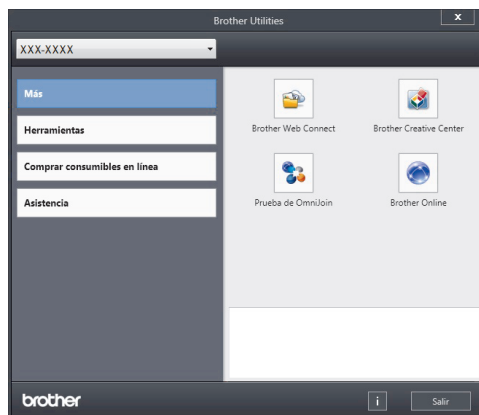 Brother Utilities
X
XXX-XXXX
Más
Herramientas
Comprar consumibles en línea
Asistencia
Brother Web Connect
Brother Creative Center
Prueba de OmniJoin
Brother Online
brother
i
Salir